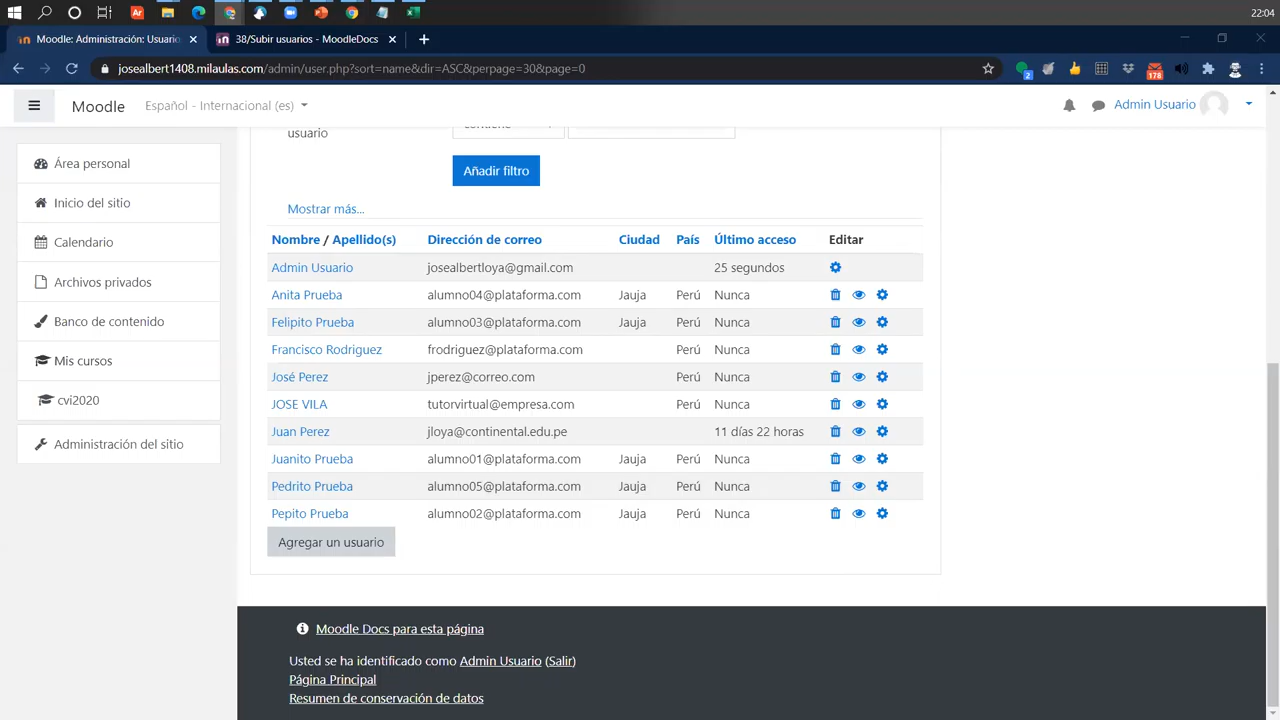 22:04
Moodle: Administración: Usuario
38/Subir usuarios - MoodleDocs
josealbert1408.milaulas.com/admin/user.php?sort=name&dir=ASC&perpage=30&page=0
2
178
Moodle
Español - Internacional (es)
Admin Usuario
Área personal
Inicio del sitio
Calendario
Archivos privados
Banco de contenido
Mis cursos
cvi2020
Administración del sitio
usuario
Añadir filtro
Mostrar más...
Nombre / Apellido(s) Dirección de correo Ciudad País Último acceso Editar
Admin Usuario josealbertloya@gmail.com 25 segundos
Anita Prueba alumno04@plataforma.com Jauja Perú Nunca
Felipito Prueba alumno03@plataforma.com Jauja Perú Nunca
Francisco Rodriguez frodriguez@plataforma.com Perú Nunca
José Perez jperez@correo.com Perú Nunca
JOSE VILA tutorvirtual@empresa.com Perú Nunca
Juan Perez jloya@continental.edu.pe 11 días 22 horas
Juanito Prueba alumno01@plataforma.com Jauja Perú Nunca
Pedrito Prueba alumno05@plataforma.com Jauja Perú Nunca
Pepito Prueba alumno02@plataforma.com Jauja Perú Nunca
Agregar un usuario
Moodle Docs para esta página
Usted se ha identificado como Admin Usuario (Salir)
Página Principal
Resumen de conservación de datos